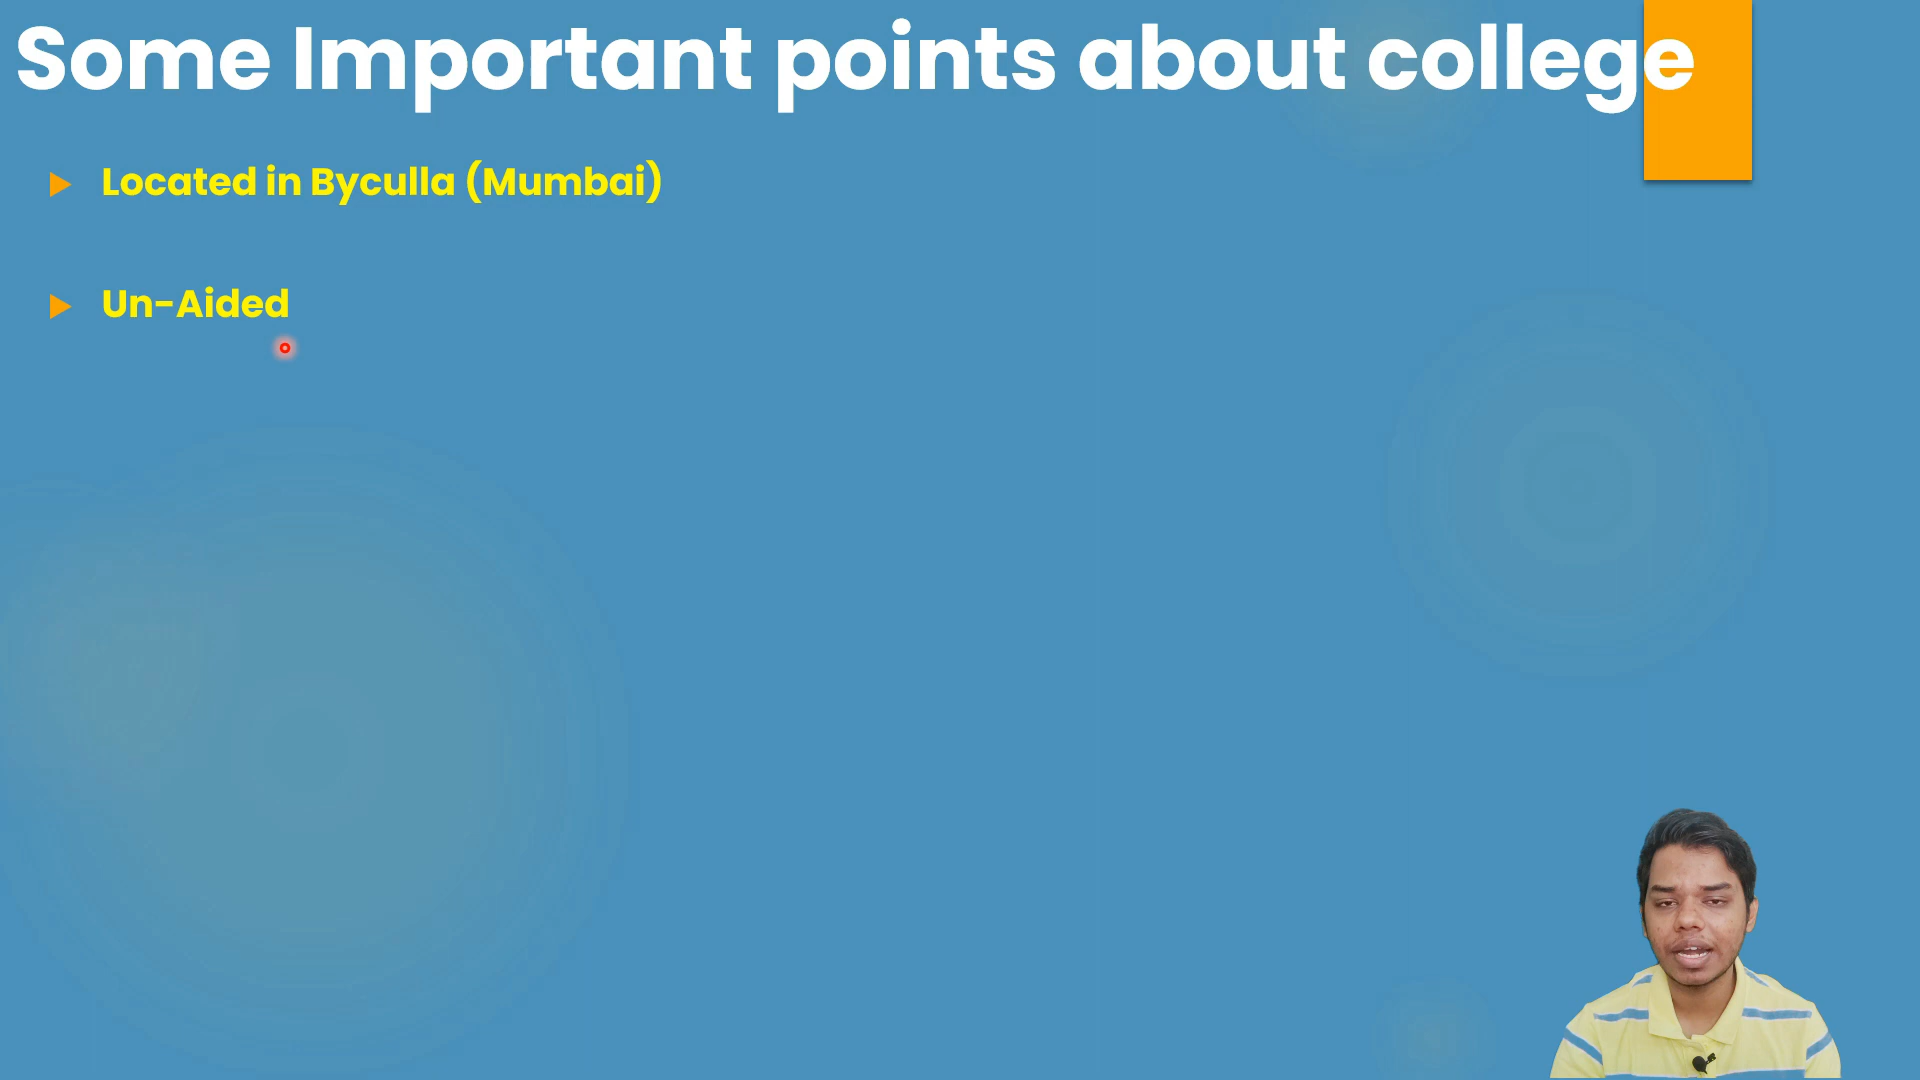 Some Important points about college
Located in Byculla (Mumbai)
Un-Aided